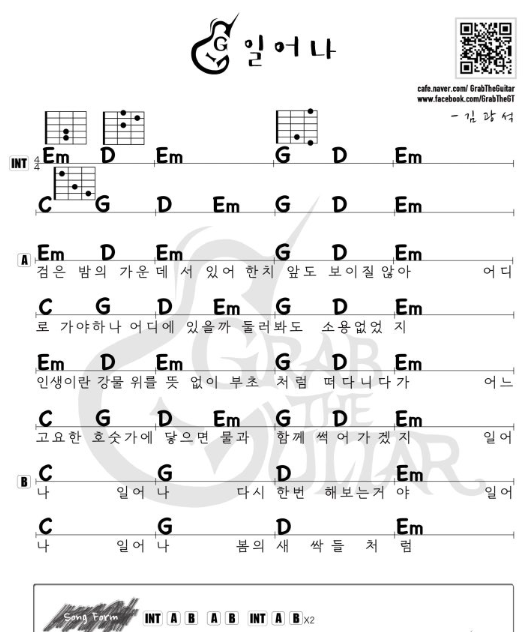 일어나
cafe.naver.com/ GrabTheGuitar
www.facebook.com/GrabTheGT
- 김 광 석
INT 4/4 Em D Em G D Em
C G D Em G D Em
A Em D Em G D Em
검은 밤의 가운 데 서 있어 한치 앞도 보이질않아 어디
C G D Em G D Em
로 가야하나 어디에 있을까 둘러봐도 소용없었 지
Em D Em G D Em
인생이란 강물 위를 뜻 없이 부초 처 럼 떠 다니 다가 어느
C G D Em G D Em
고요한 호숫가에 닿으면 물과 함께 썩 어 가 겠 지 일어
B C G D Em
나 일어 나 다시 한번 해보는거 야 일어
C G D Em
나 일어 나 봄의 새 싹 들 처 럼
GRAB THE GUITAR
Song Form INT A B A B INT A B X2